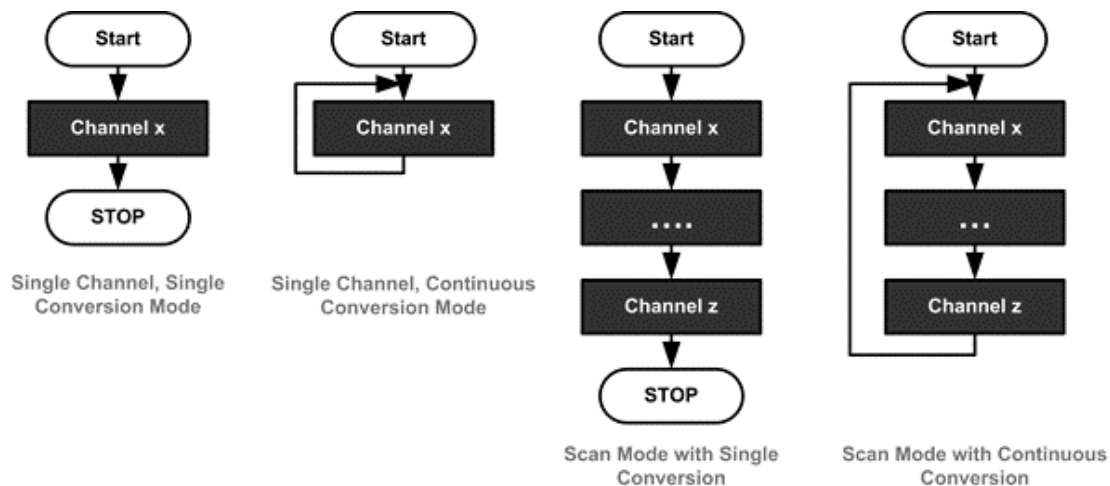 Start
Channel x
STOP
Single Channel, Single
Conversion Mode
Start
Channel x
Single Channel, Continuous
Conversion Mode
Start
Channel x
....
Channel z
STOP
Scan Mode with Single
Conversion
Start
Channel x
...
Channel z
Scan Mode with Continuous
Conversion